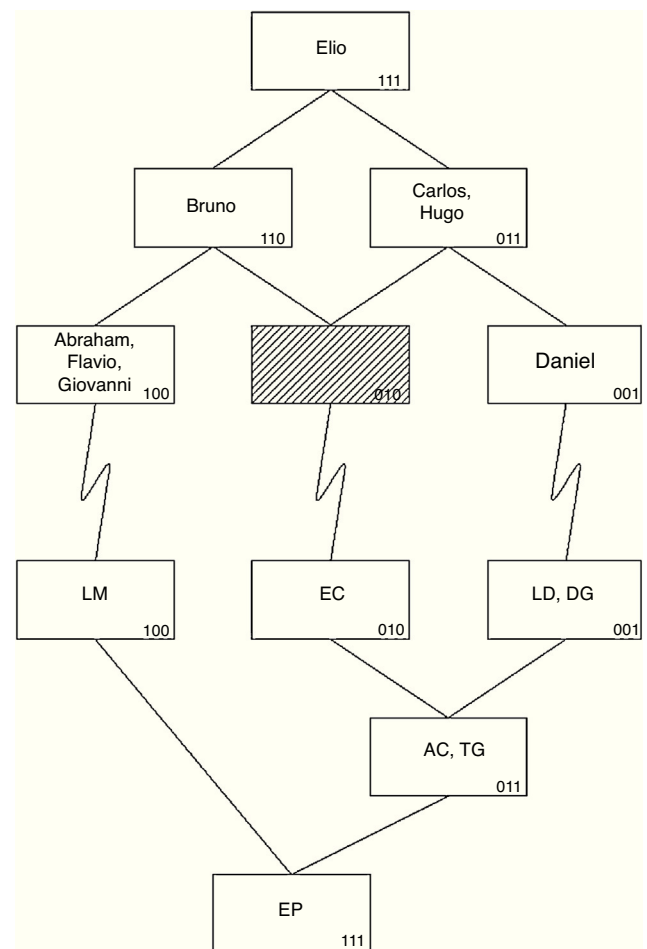 Elio
111
Bruno
110
Carlos,
Hugo
011
Abraham,
Flavio,
Giovanni
100
010
Daniel
001
LM
100
EC
010
LD, DG
001
AC, TG
011
EP
111